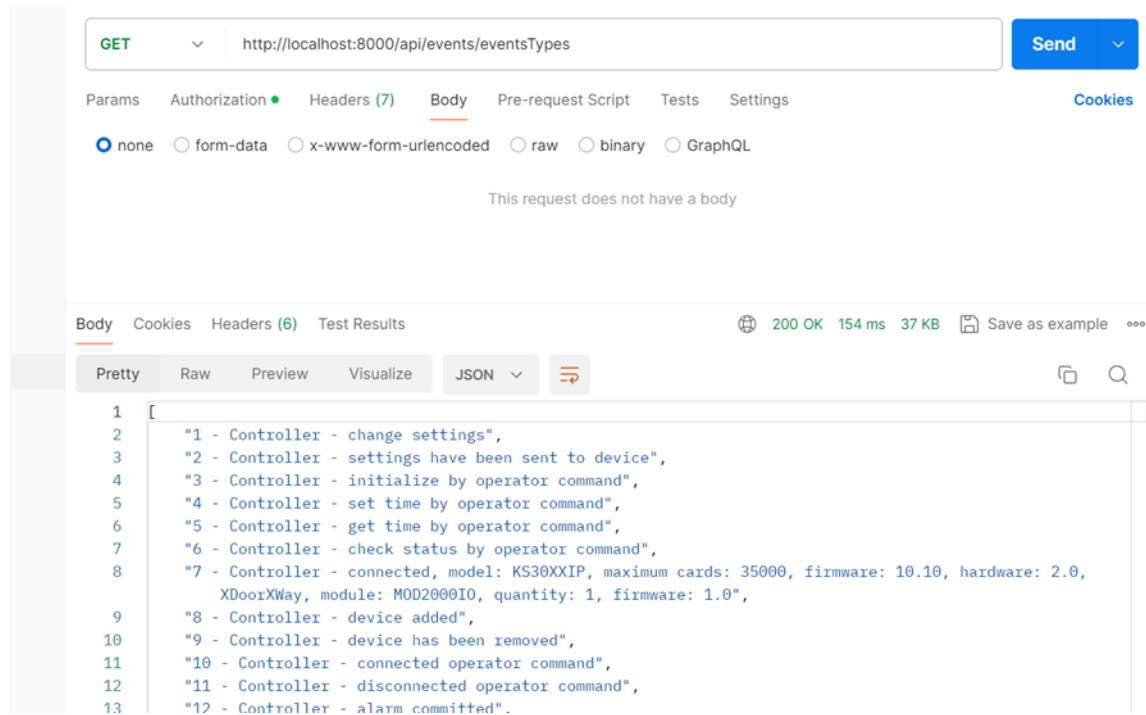 GET http://localhost:8000/api/events/eventsTypes Send
Params Authorization Headers (7) Body Pre-request Script Tests Settings Cookies
none form-data x-www-form-urlencoded raw binary GraphQL
This request does not have a body
Body Cookies Headers (6) Test Results 200 OK 154 ms 37 KB Save as example
Pretty Raw Preview Visualize JSON
1 [
2 "1 - Controller - change settings",
3 "2 - Controller - settings have been sent to device",
4 "3 - Controller - initialize by operator command",
5 "4 - Controller - set time by operator command",
6 "5 - Controller - get time by operator command",
7 "6 - Controller - check status by operator command",
8 "7 - Controller - connected, model: KS30XXIP, maximum cards: 35000, firmware: 10.10, hardware: 2.0,
XDoorXWay, module: MOD2000IO, quantity: 1, firmware: 1.0",
9 "8 - Controller - device added",
10 "9 - Controller - device has been removed",
11 "10 - Controller - connected operator command",
12 "11 - Controller - disconnected operator command",
13 "12 - Controller - alarm committed",